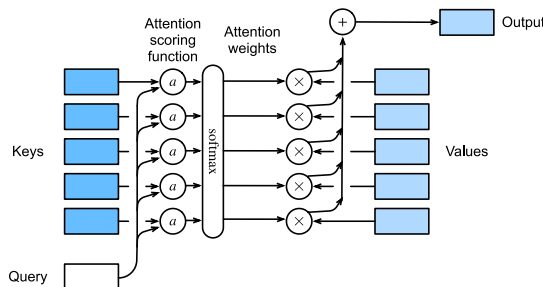 Attention
scoring
function
Attention
weights
+
Output
a
×
a
×
Keys
a
softmax
×
Values
a
×
a
×
Query